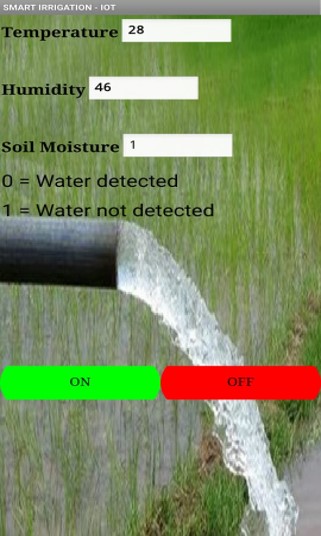 SMART IRRIGATION - IOT
Temperature 28
Humidity 46
Soil Moisture 1
0 = Water detected
1 = Water not detected
ON OFF